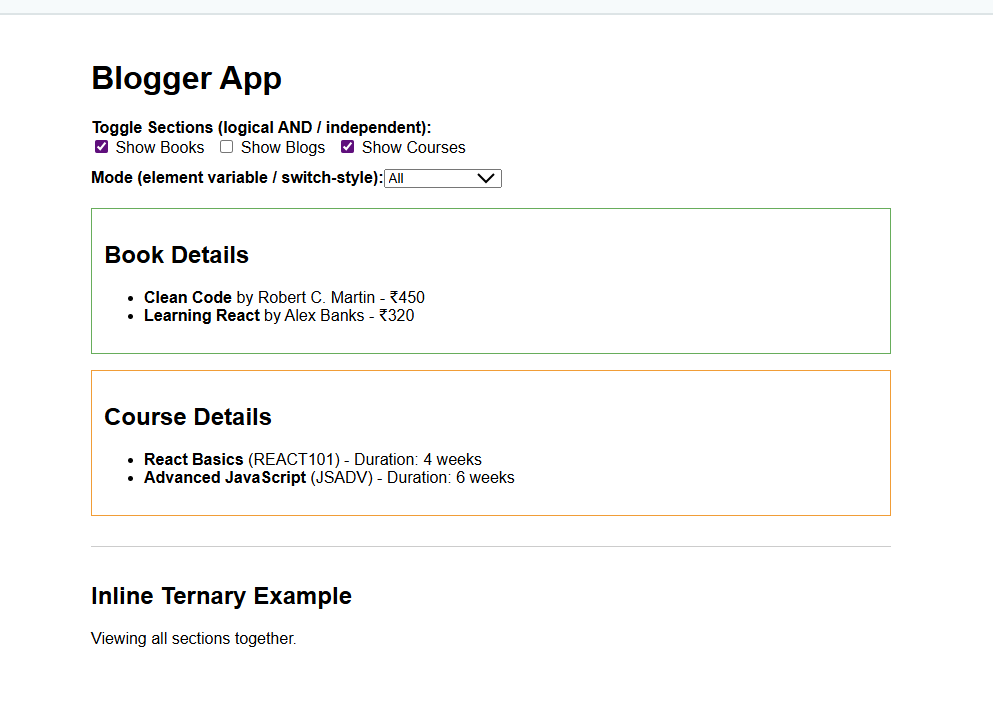 Blogger App
Toggle Sections (logical AND / independent):
Show Books Show Blogs Show Courses
Mode (element variable / switch-style): All
Book Details
• Clean Code by Robert C. Martin - ₹450
• Learning React by Alex Banks - ₹320
Course Details
• React Basics (REACT101) - Duration: 4 weeks
• Advanced JavaScript (JSADV) - Duration: 6 weeks
Inline Ternary Example
Viewing all sections together.